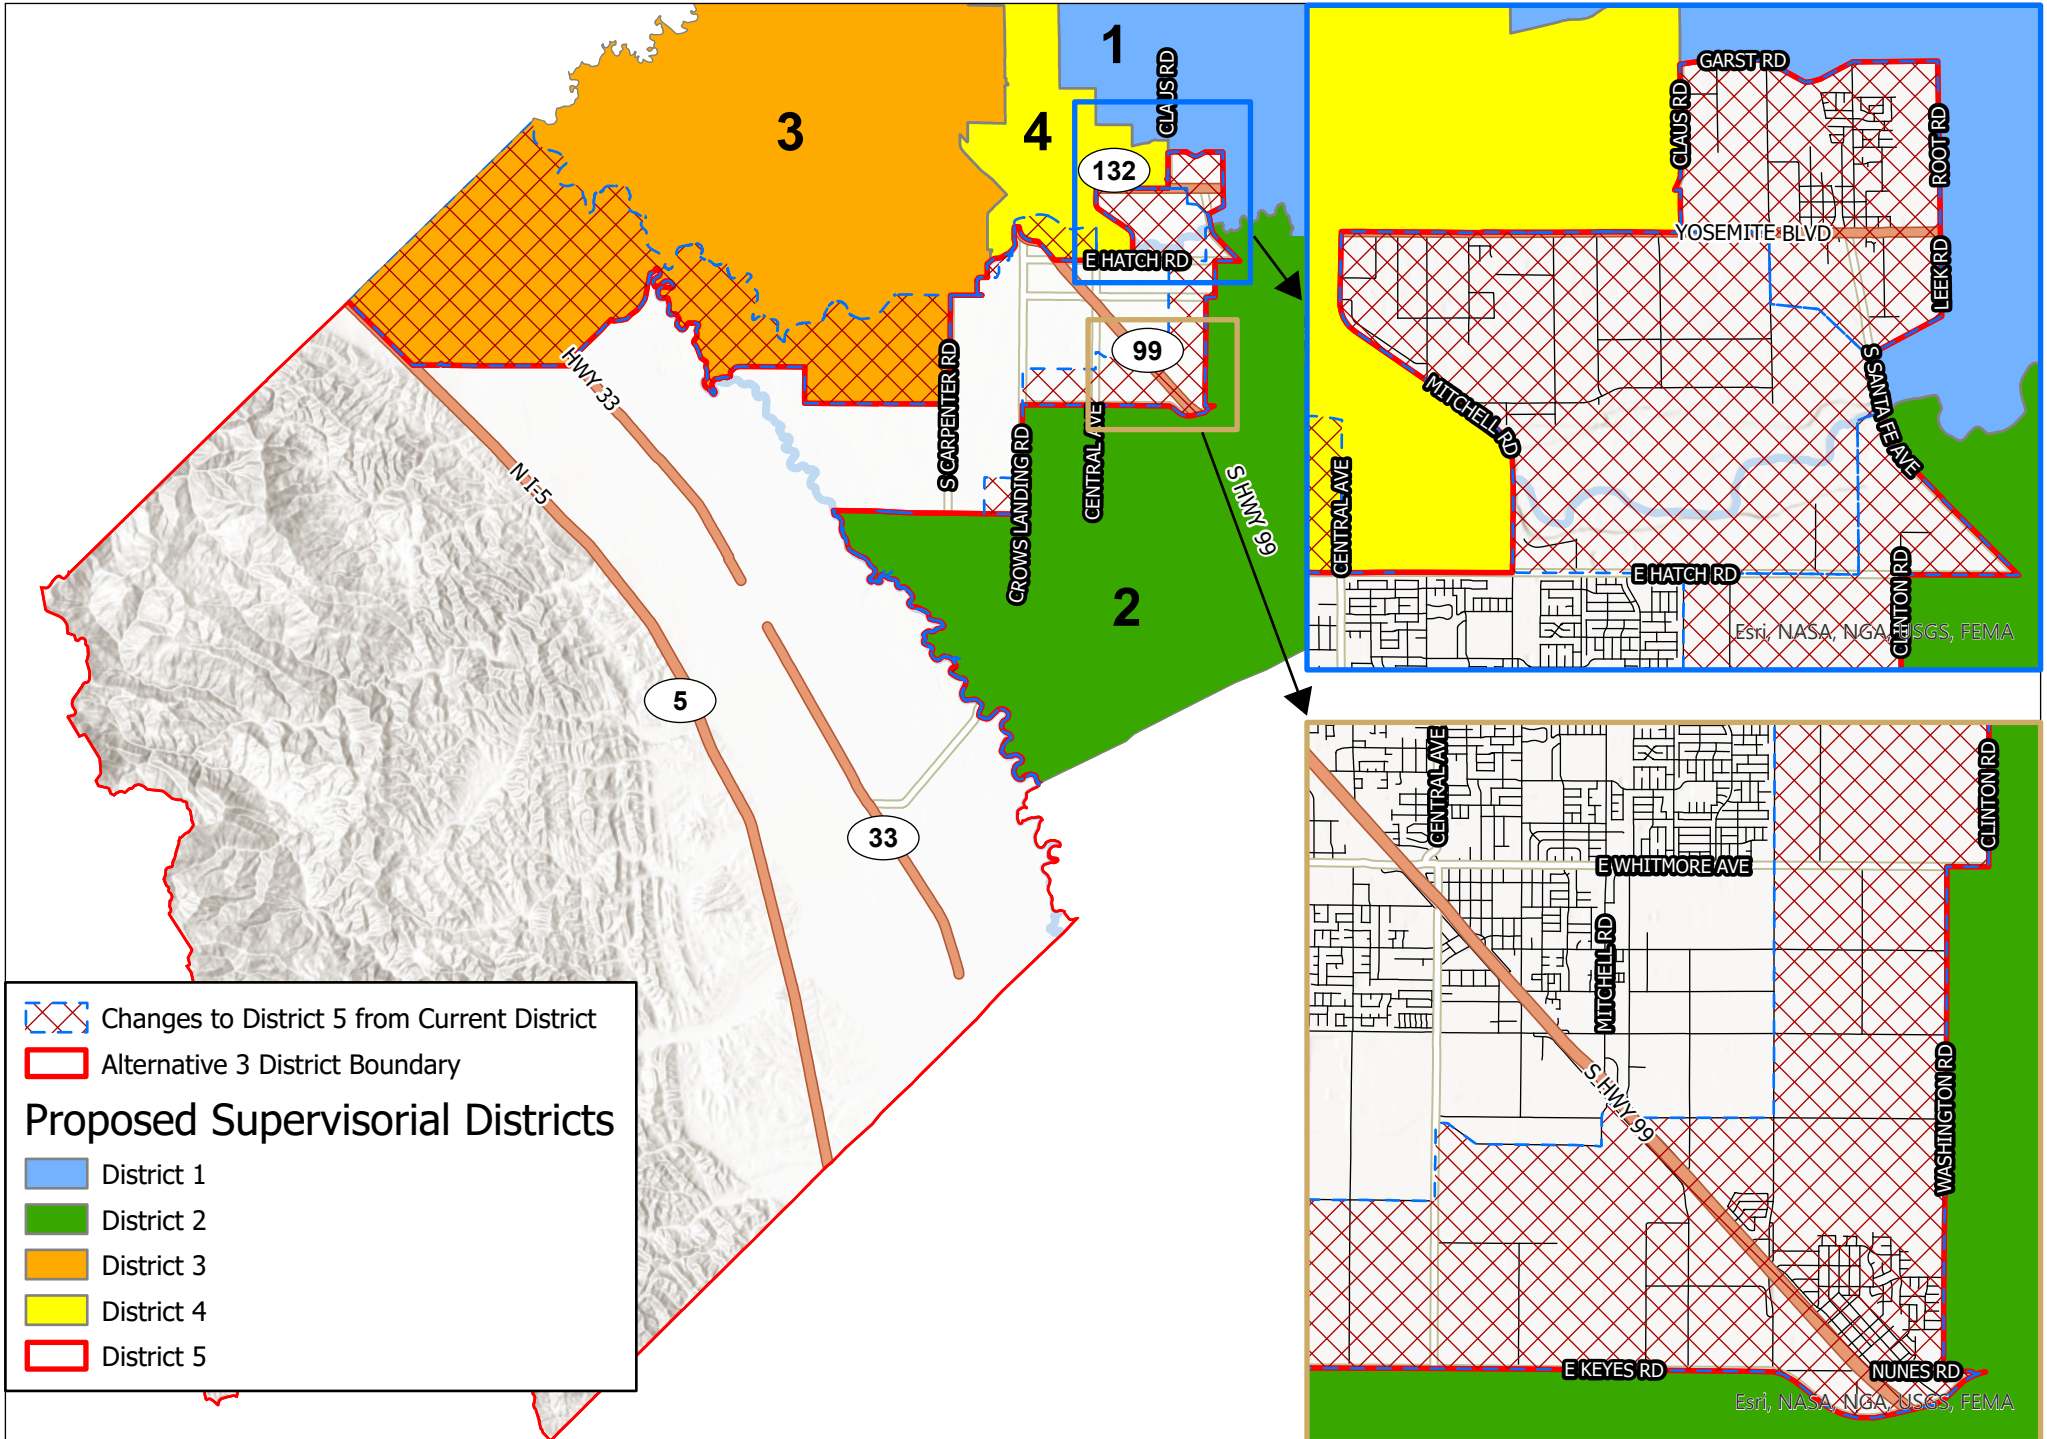 1
3
4
2
CLAUS RD
132
E HATCH RD
99
S CARPENTER RD
CROWS LANDING RD
CENTRAL AVE
S HWY 99
HWY 33
N I-5
5
33
GARST RD
CLAUS RD
ROOT RD
YOSEMITE BLVD
LEEK RD
MITCHELL RD
S SANTA FE AVE
CENTRAL AVE
E HATCH RD
CLINTON RD
Esri, NASA, NGA, USGS, FEMA
CENTRAL AVE
CLINTON RD
E WHITMORE AVE
MITCHELL RD
S HWY 99
WASHINGTON RD
E KEYES RD
NUNES RD
Esri, NASA, NGA, USGS, FEMA
Changes to District 5 from Current District
Alternative 3 District Boundary
Proposed Supervisorial Districts
District 1
District 2
District 3
District 4
District 5